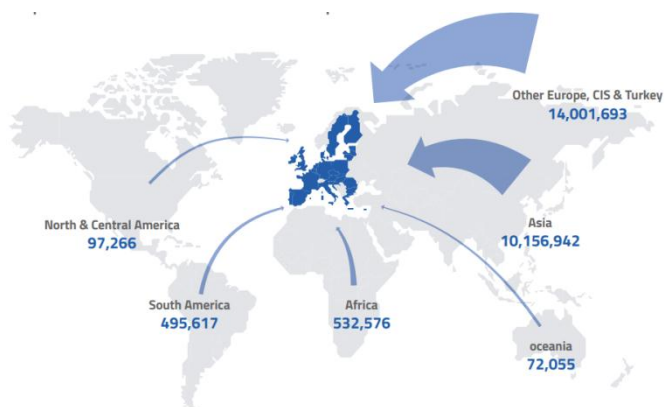 Other Europe, CIS & Turkey
14,001,693
North & Central America
97,266
Asia
10,156,942
South America
495,617
Africa
532,576
oceania
72,055